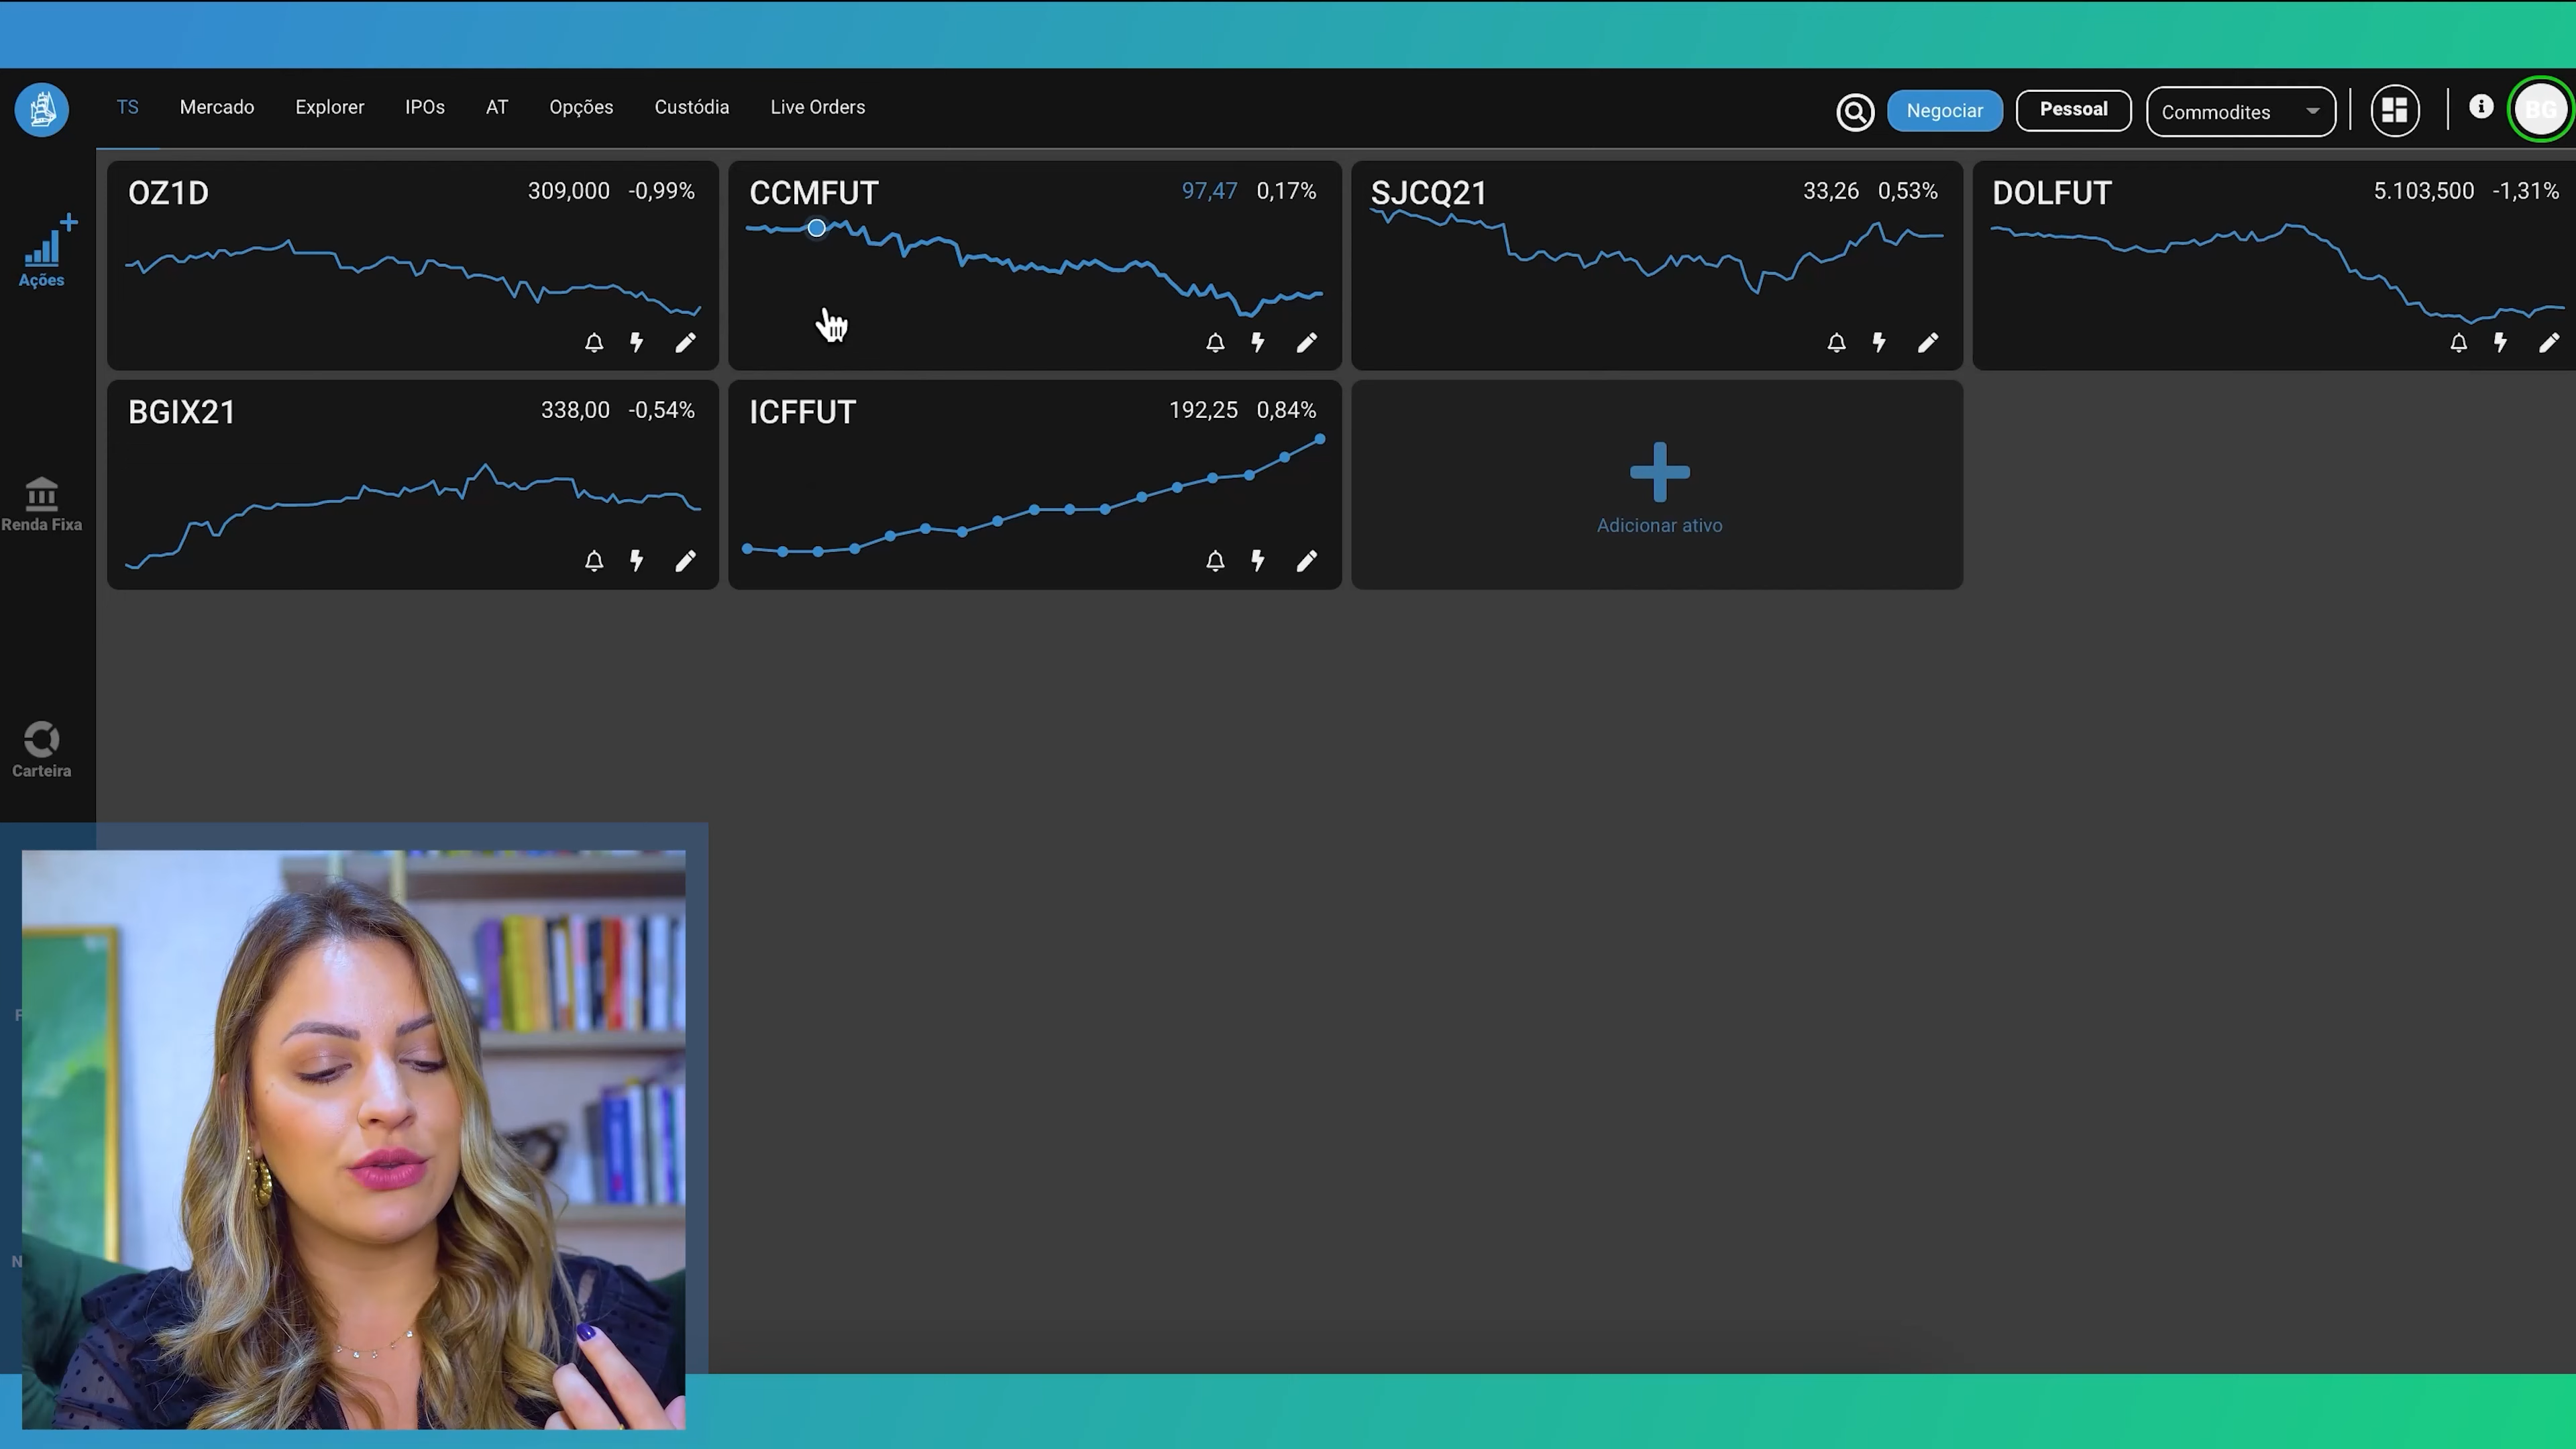 TS Mercado Explorer IPOs AT Opções Custódia Live Orders Negociar Pessoal Commodites BG
OZ1D 309,000 -0,99%
CCMFUT 97,47 0,17%
SJCQ21 33,26 0,53%
DOLFUT 5.103,500 -1,31%
Ações
BGIX21 338,00 -0,54%
ICFFUT 192,25 0,84%
Adicionar ativo
Renda Fixa
Carteira
F
N